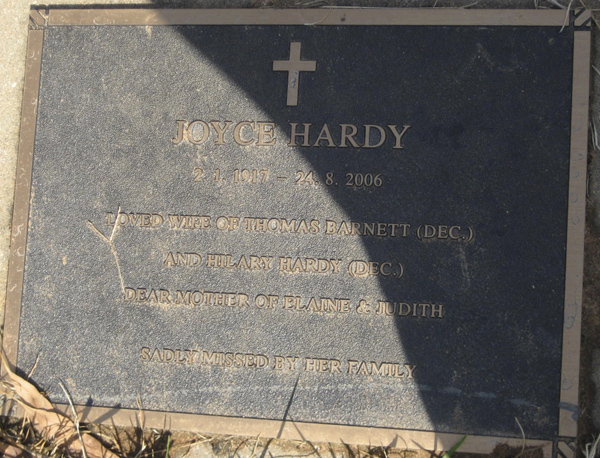 JOYCE HARDY
2. 1. 1917 – 24. 8. 2006
LOVED WIFE OF THOMAS BARNETT (DEC.)
AND HILARY HARDY (DEC.)
DEAR MOTHER OF ELAINE & JUDITH
SADLY MISSED BY HER FAMILY